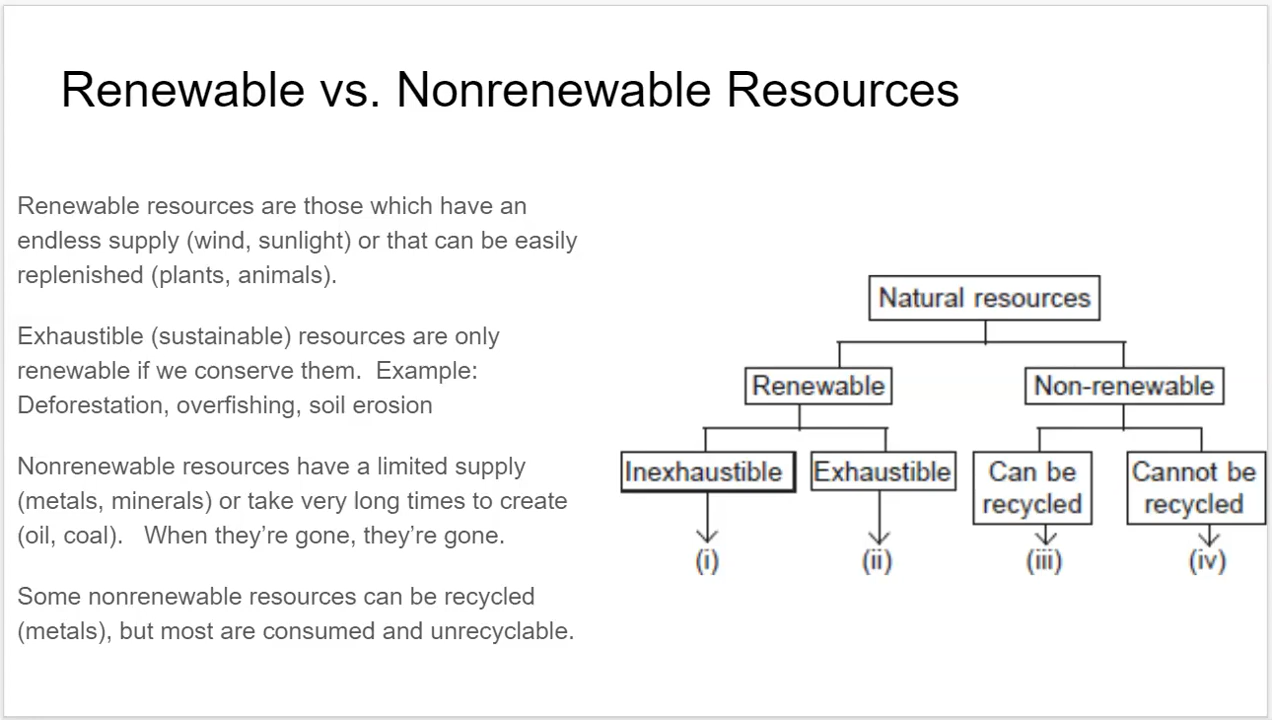 Renewable vs. Nonrenewable Resources
Renewable resources are those which have an
endless supply (wind, sunlight) or that can be easily
replenished (plants, animals).
Exhaustible (sustainable) resources are only
renewable if we conserve them.  Example:
Deforestation, overfishing, soil erosion
Nonrenewable resources have a limited supply
(metals, minerals) or take very long times to create
(oil, coal).   When they’re gone, they’re gone.
Some nonrenewable resources can be recycled
(metals), but most are consumed and unrecyclable.
Natural resources
Renewable
Non-renewable
Inexhaustible
Exhaustible
Can be
recycled
Cannot be
recycled
(i)
(ii)
(iii)
(iv)